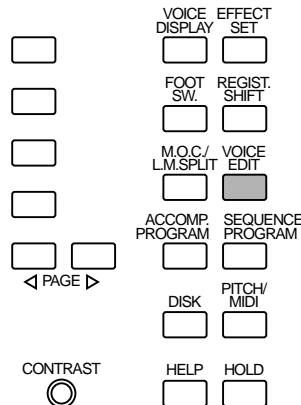 VOICE EFFECT
DISPLAY SET
FOOT REGIST.
SW. SHIFT
M.O.C./ VOICE
L.M.SPLIT EDIT
ACCOMP. SEQUENCE
PROGRAM PROGRAM
PAGE
DISK PITCH/
MIDI
CONTRAST HELP HOLD